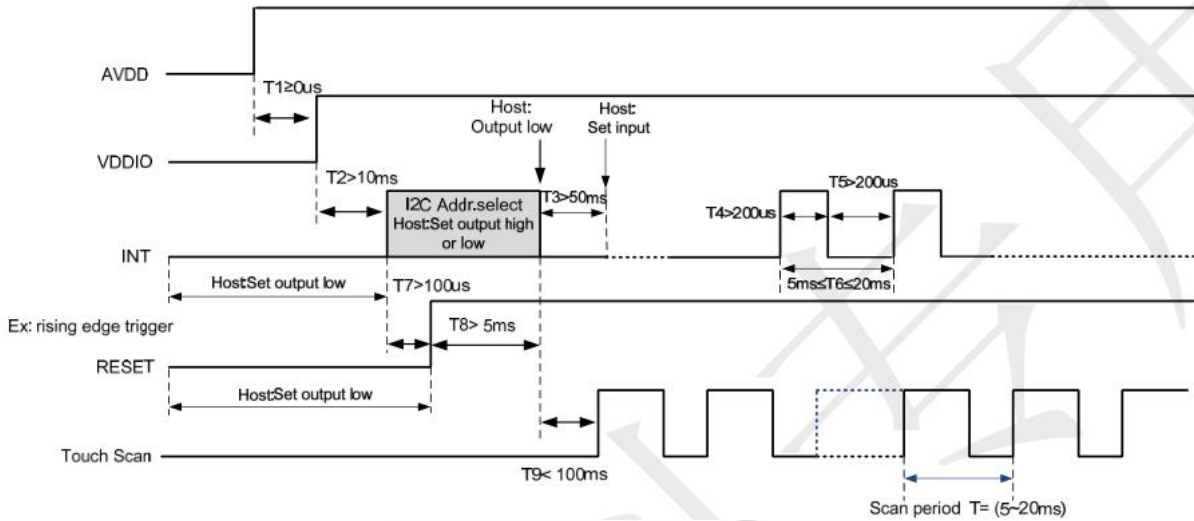 AVDD
T1≥0us
VDDIO
Host:
Output low
Host:
Set input
T2>10ms
I2C Addr.select
Host:Set output high
or low
T3>50ms
T4>200us
T5>200us
INT
Host:Set output low
T7>100us
5ms≤T6≤20ms
Ex: rising edge trigger
T8> 5ms
RESET
Host:Set output low
Touch Scan
T9< 100ms
Scan period T= (5~20ms)